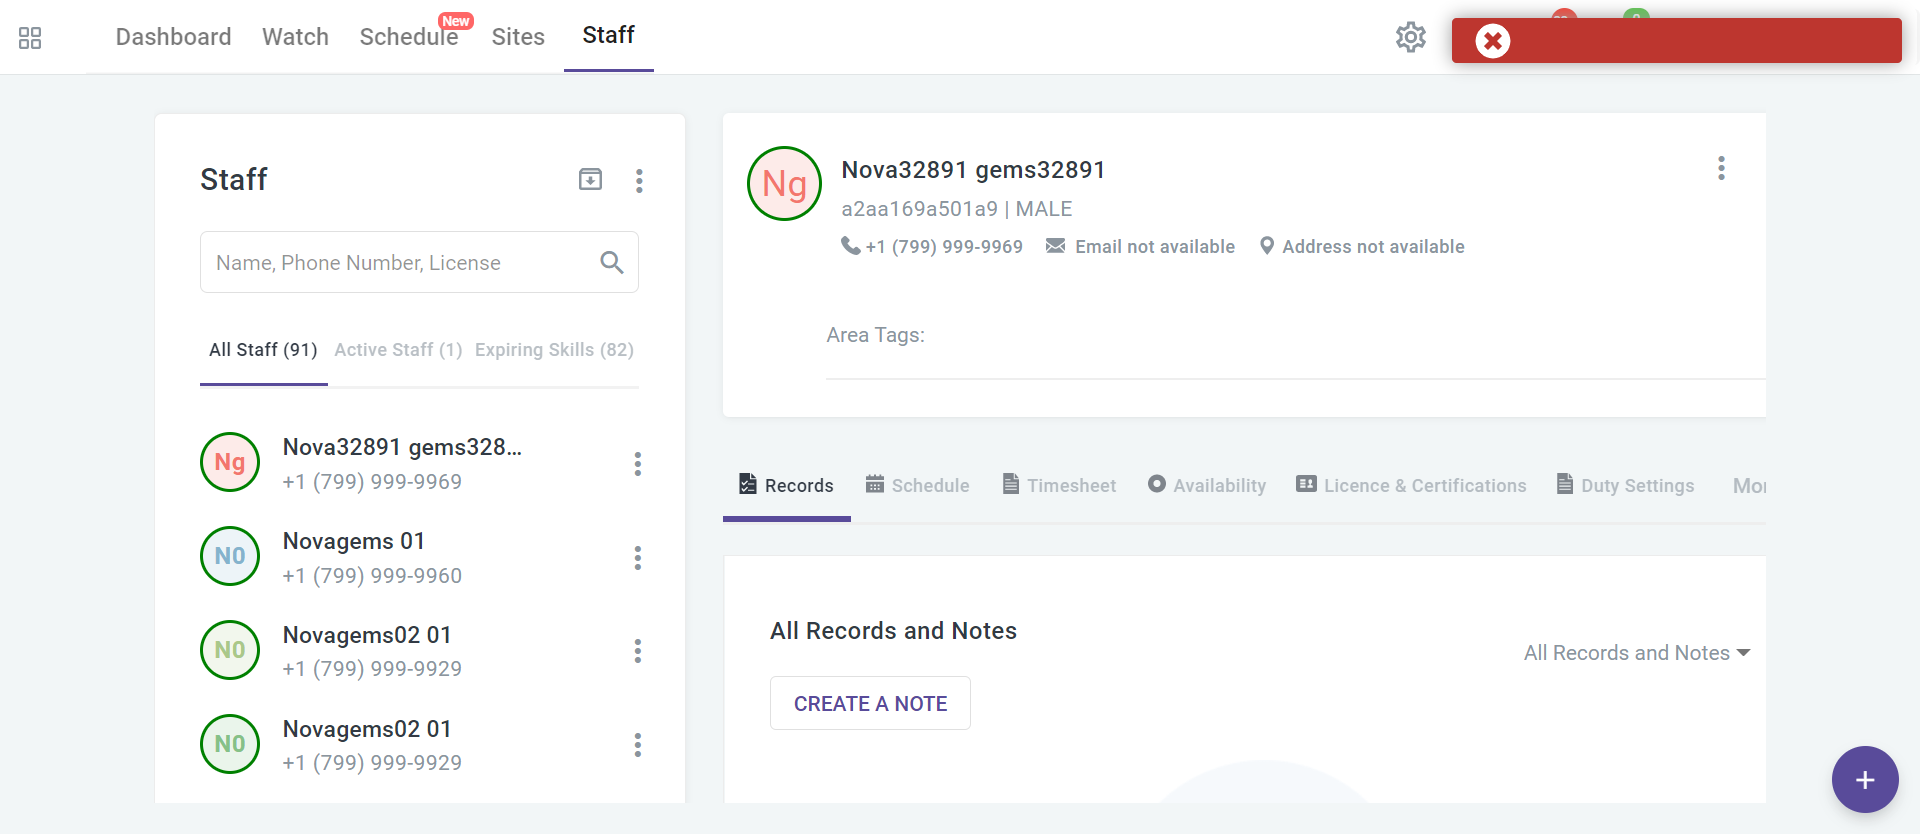 Dashboard Watch Schedule New Sites Staff
Staff
Name, Phone Number, License
All Staff (91) Active Staff (1) Expiring Skills (82)
Ng Nova32891 gems328...
+1 (799) 999-9969
N0 Novagems 01
+1 (799) 999-9960
N0 Novagems02 01
+1 (799) 999-9929
N0 Novagems02 01
+1 (799) 999-9929
Ng Nova32891 gems32891
a2aa169a501a9 | MALE
+1 (799) 999-9969 Email not available Address not available
Area Tags:
Records Schedule Timesheet Availability Licence & Certifications Duty Settings
All Records and Notes
All Records and Notes
CREATE A NOTE